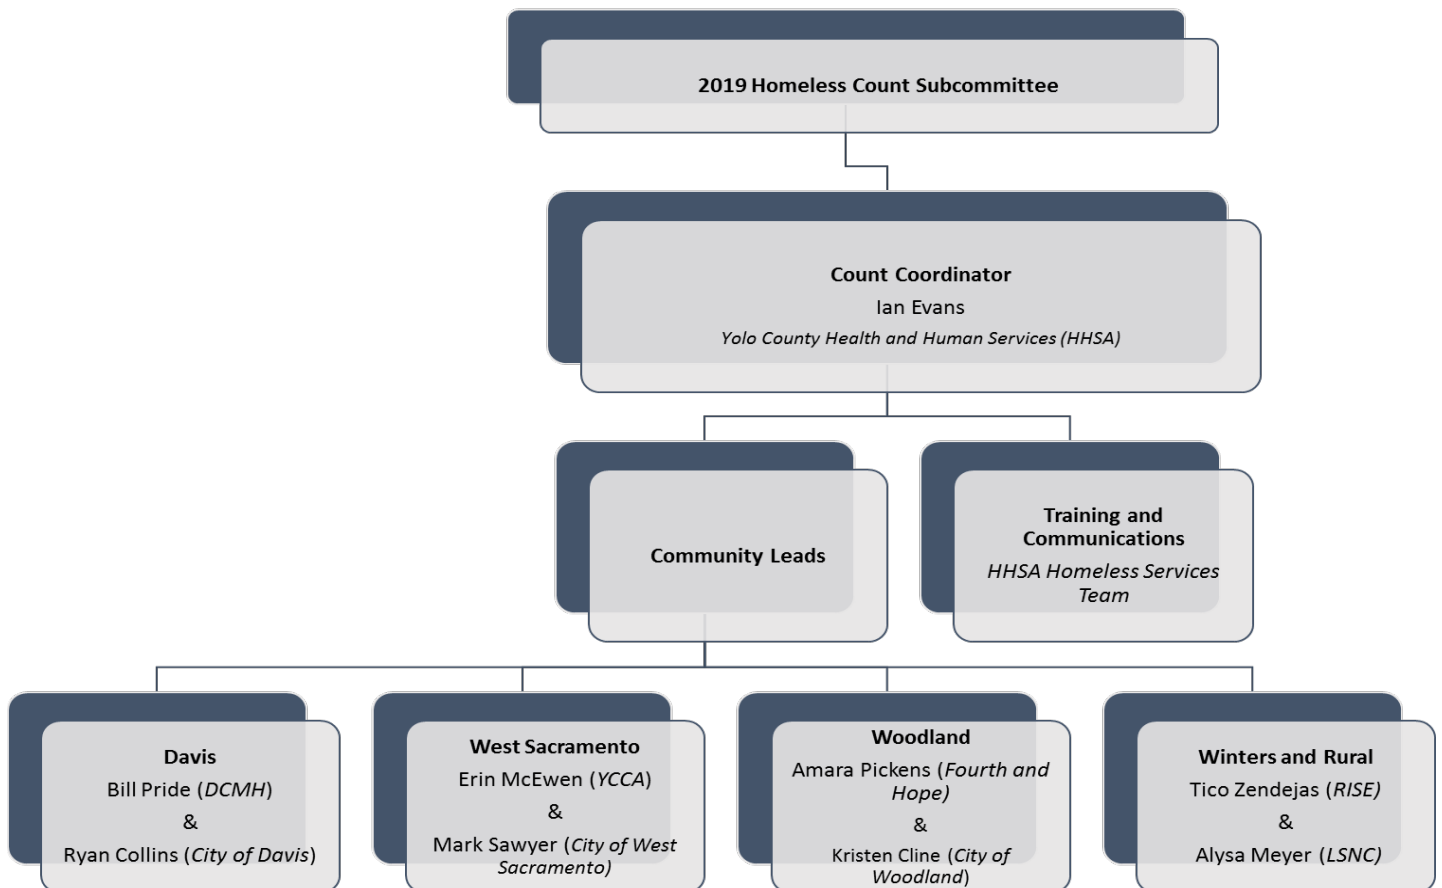 2019 Homeless Count Subcommittee
Count Coordinator
Ian Evans
Yolo County Health and Human Services (HHSA)
Community Leads
Training and
Communications
HHSA Homeless Services
Team
Davis
Bill Pride (DCMH)
&
Ryan Collins (City of Davis)
West Sacramento
Erin McEwen (YCCA)
&
Mark Sawyer (City of West
Sacramento)
Woodland
Amara Pickens (Fourth and
Hope)
&
Kristen Cline (City of
Woodland)
Winters and Rural
Tico Zendejas (RISE)
&
Alysa Meyer (LSNC)